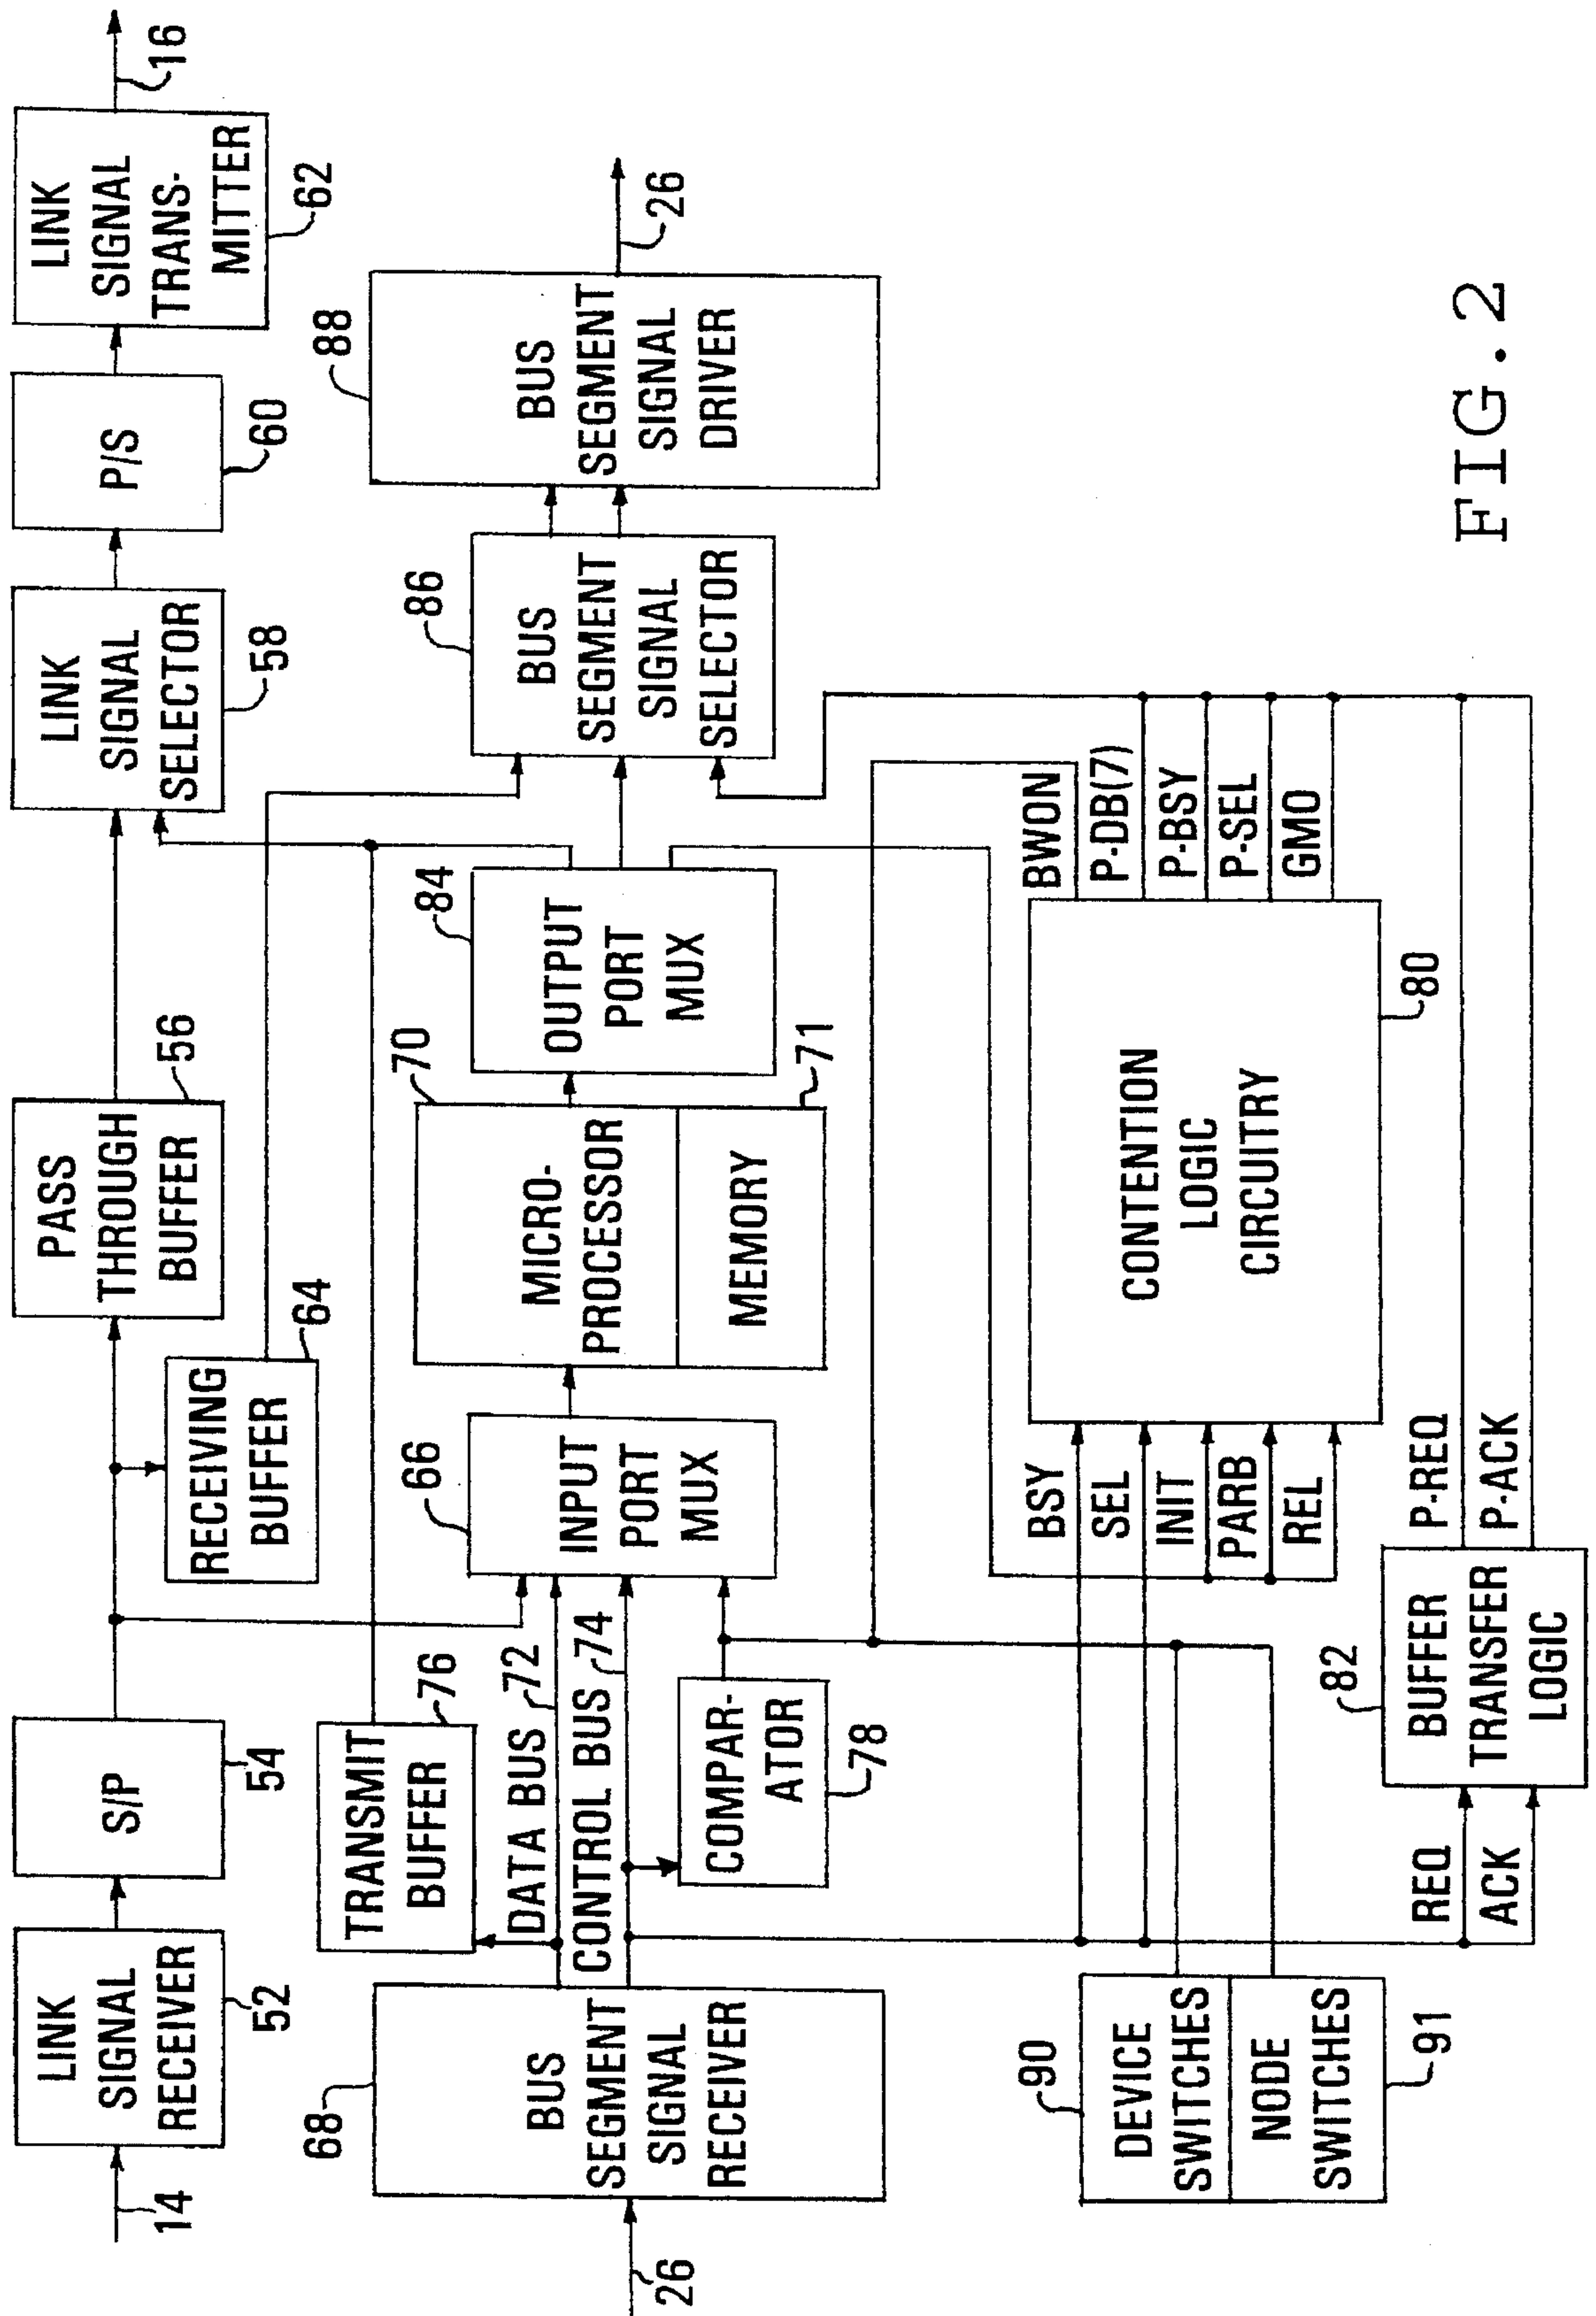 14
LINK
SIGNAL
RECEIVER
52
S/P
54
PASS
THROUGH
BUFFER
56
LINK
SIGNAL
SELECTOR
58
P/S
60
LINK
SIGNAL
TRANS-
MITTER
62
16
RECEIVING
BUFFER
64
TRANSMIT
BUFFER
76
26
68
BUS
SEGMENT
SIGNAL
RECEIVER
DATA BUS
72
CONTROL BUS
74
COMPAR-
ATOR
78
66
INPUT
PORT
MUX
70
MICRO-
PROCESSOR
MEMORY
71
84
OUTPUT
PORT
MUX
86
BUS
SEGMENT
SIGNAL
SELECTOR
88
BUS
SEGMENT
SIGNAL
DRIVER
26
90
DEVICE
SWITCHES
NODE
SWITCHES
91
BSY
SEL
INIT
PARB
REL
CONTENTION
LOGIC
CIRCUITRY
80
BWON
P-DB(7)
P-BSY
P-SEL
GMO
REQ
ACK
82
BUFFER
TRANSFER
LOGIC
P-REQ
P-ACK
FIG.2